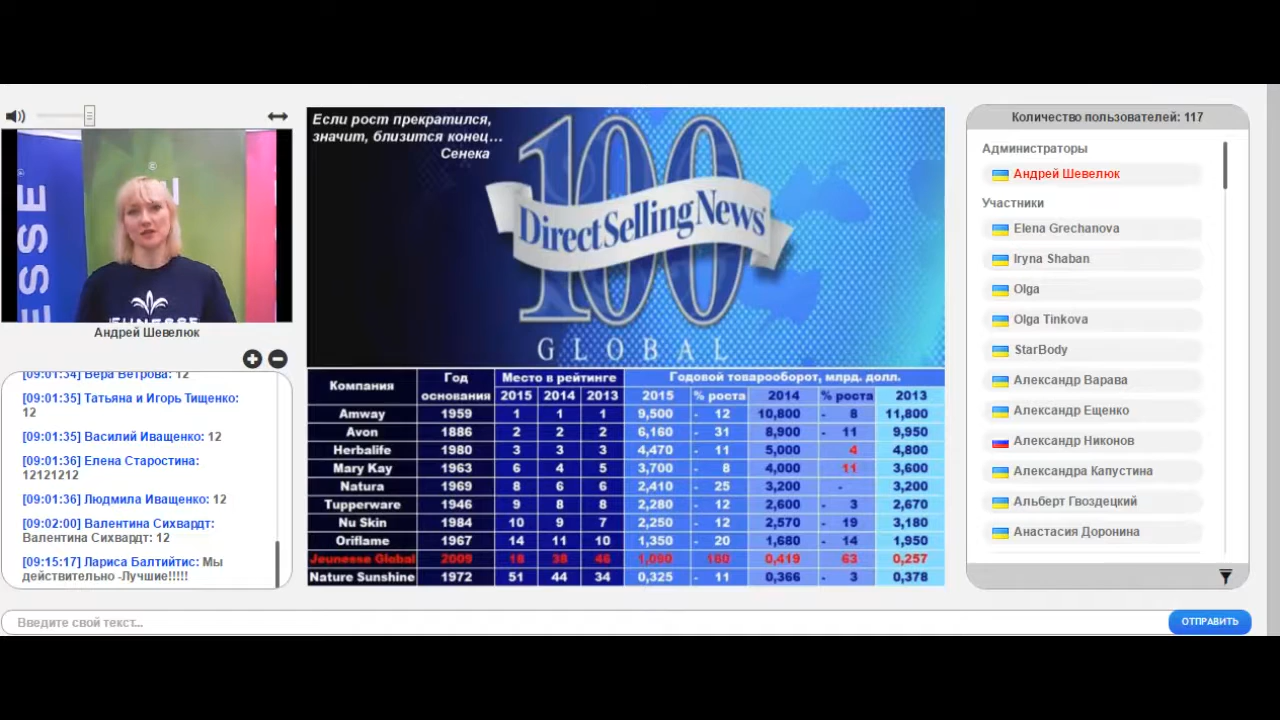 ESSE
ESSE
JEUNESSE
Андрей Шевелюк
[09:01:34] Вера Ветрова: 12
[09:01:35] Татьяна и Игорь Тищенко:
12
[09:01:35] Василий Иващенко: 12
[09:01:36] Елена Старостина:
12121212
[09:01:36] Людмила Иващенко: 12
[09:02:00] Валентина Сихвардт:
Валентина Сихвардт: 12
[09:15:17] Лариса Балтийтис: Мы
действительно -Лучшие!!!!!
Если рост прекратился,
значит, близится конец...
Сенека
100
DirectSellingNews
GLOBAL
Компания Год основания Место в рейтинге Годовой товарооборот, млрд. долл.
2015 2014 2013 2015 % роста 2014 % роста 2013
Amway 1959 1 1 1 9,500 - 12 10,800 - 8 11,800
Avon 1886 2 2 2 6,160 - 31 8,900 - 11 9,950
Herbalife 1980 3 3 3 4,470 - 11 5,000 4 4,800
Mary Kay 1963 6 4 5 3,700 - 8 4,000 11 3,600
Natura 1969 8 6 6 2,410 - 25 3,200 - 3,200
Tupperware 1946 9 8 8 2,280 - 12 2,600 - 3 2,670
Nu Skin 1984 10 9 7 2,250 - 12 2,570 - 19 3,180
Oriflame 1967 14 11 10 1,350 - 20 1,680 - 14 1,950
Jeunesse Global 2009 18 38 46 1,090 160 0,419 63 0,257
Nature Sunshine 1972 51 44 34 0,325 - 11 0,366 - 3 0,378
Количество пользователей: 117
Администраторы
Андрей Шевелюк
Участники
Elena Grechanova
Iryna Shaban
Olga
Olga Tinkova
StarBody
Александр Варава
Александр Ещенко
Александр Никонов
Александра Капустина
Альберт Гвоздецкий
Анастасия Доронина
Введите свой текст...
ОТПРАВИТЬ